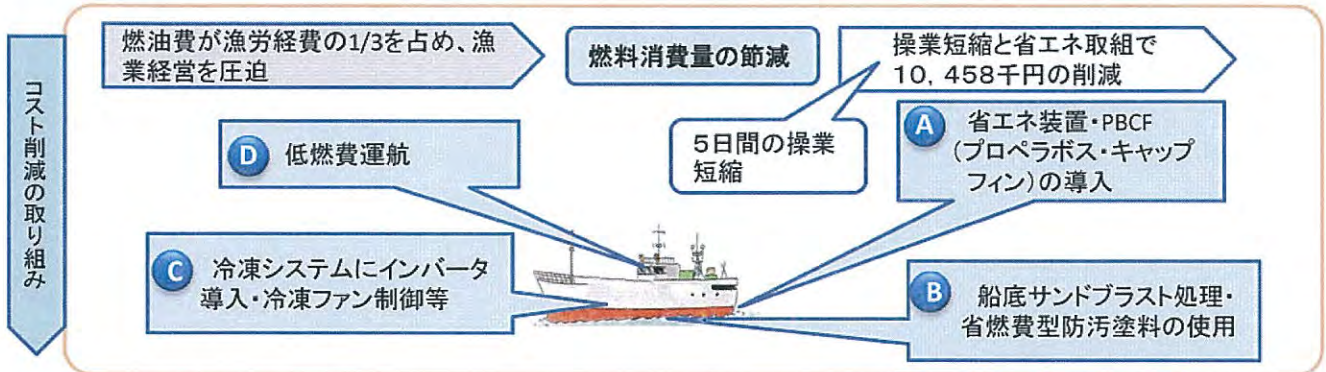 コスト削減の取り組み
燃油費が漁労経費の1/3を占め、漁
業経営を圧迫
燃料消費量の節減
操業短縮と省エネ取組で
10，458千円の削減
5日間の操業
短縮
A 省エネ装置・PBCF
（プロペラボス・キャップ
フィン）の導入
D 低燃費運航
C 冷凍システムにインバータ
導入・冷凍ファン制御等
B 船底サンドブラスト処理・
省燃費型防汚塗料の使用